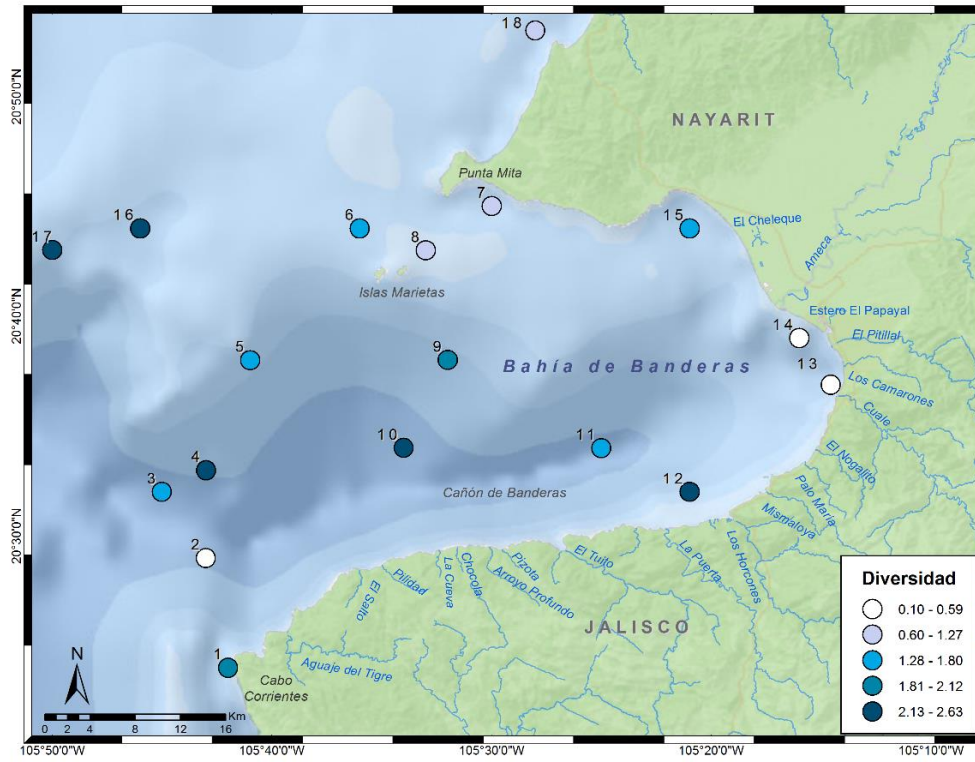 18
20°50'0"N
NAYARIT
Punta Mita
7
16
6
15
El Cheleque
17
8
Ameca
Islas Marietas
20°40'0"N
Estero El Papayal
14
El Pitillal
5
9
Bahía de Banderas
13
Los Camarones
Cuale
10
11
El Nogalito
4
3
Cañón de Banderas
12
Palo María
Mismaloya
20°30'0"N
2
El Tuito
Los Horcones
La Puerta
Pizota
Chocola
La Cueva
Arroyo Profundo
Pilidad
El Salto
JALISCO
1
Aguaje del Tigre
Cabo
Corrientes
N
Km
0 2 4 8 12 16
Diversidad
0.10 - 0.59
0.60 - 1.27
1.28 - 1.80
1.81 - 2.12
2.13 - 2.63
105°50'0"W
105°40'0"W
105°30'0"W
105°20'0"W
105°10'0"W